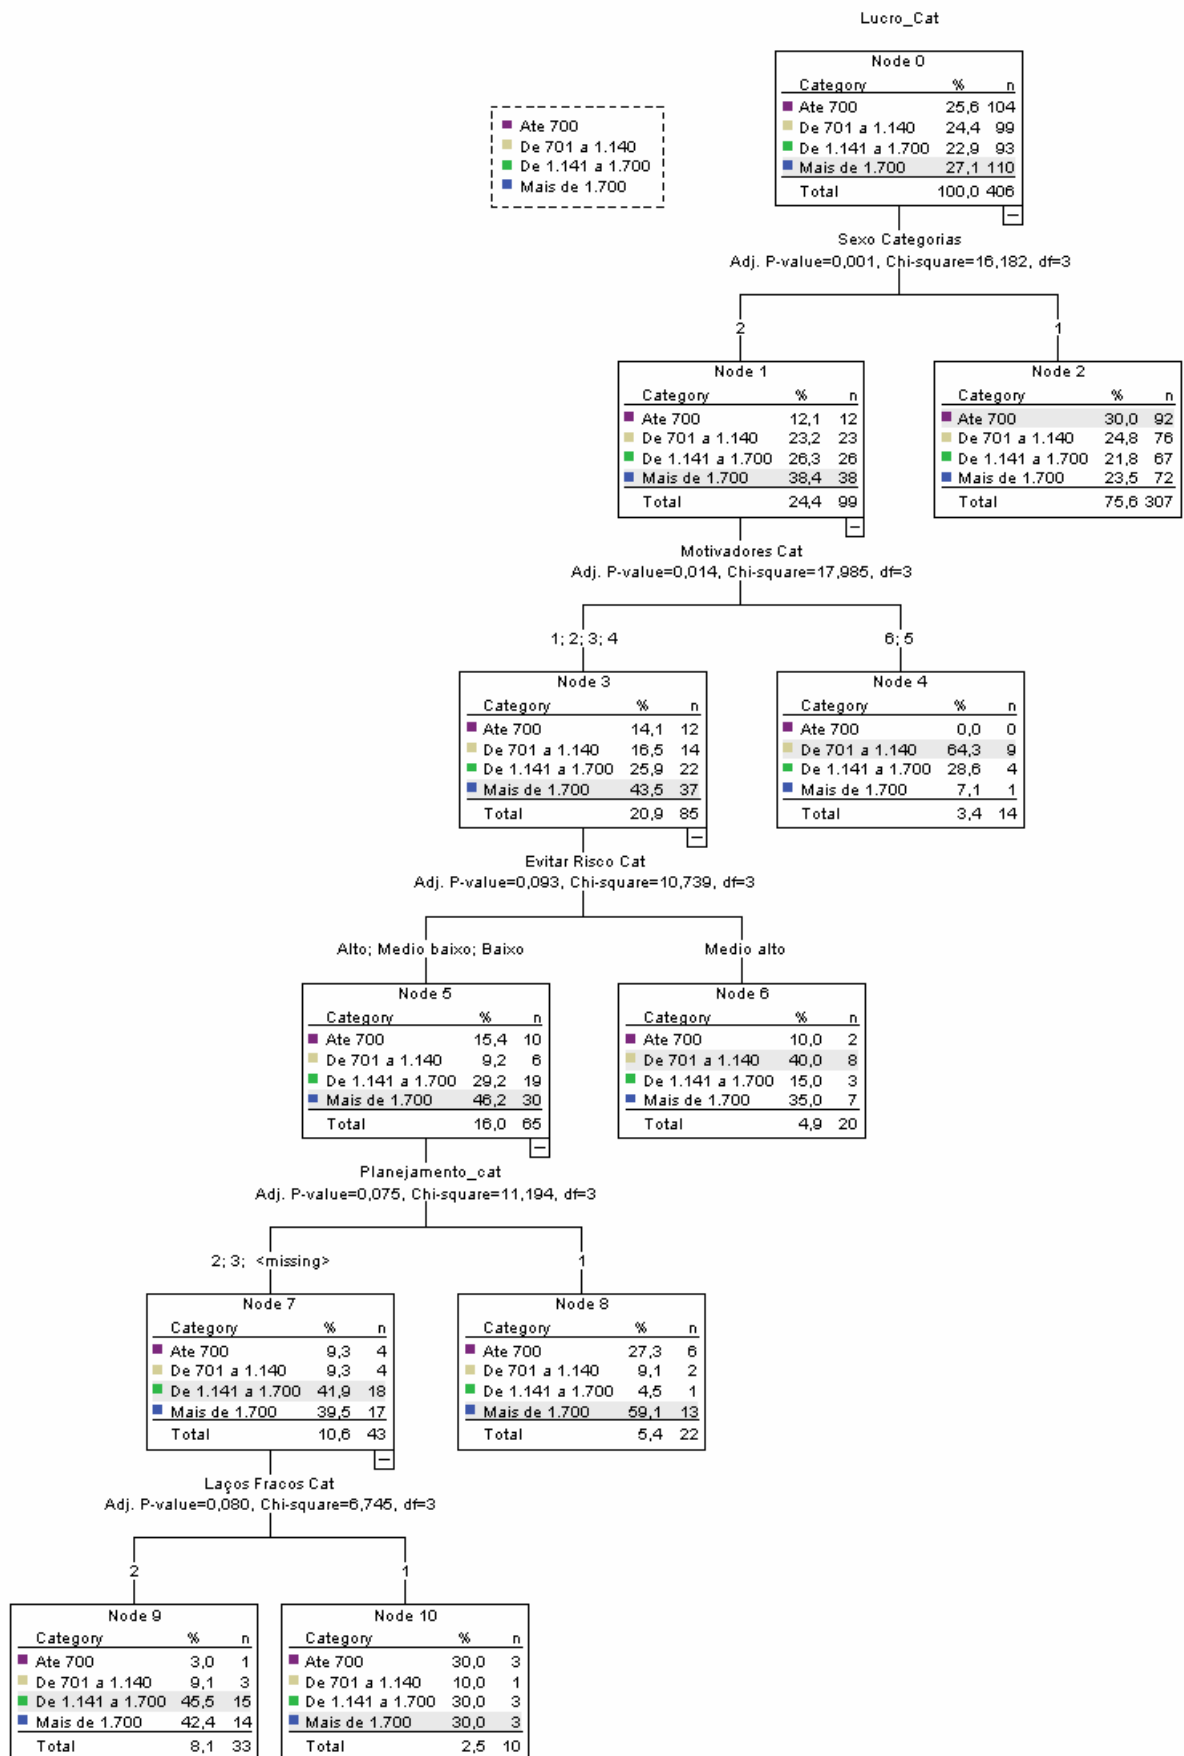 Lucro_Cat
Ate 700
De 701 a 1.140
De 1.141 a 1.700
Mais de 1.700
Node 0
Category % n
Ate 700 25,6 104
De 701 a 1.140 24,4 99
De 1.141 a 1.700 22,9 93
Mais de 1.700 27,1 110
Total 100,0 406
Sexo Categorias
Adj. P-value=0,001, Chi-square=16,182, df=3
2
1
Node 1
Category % n
Ate 700 12,1 12
De 701 a 1.140 23,2 23
De 1.141 a 1.700 26,3 26
Mais de 1.700 38,4 38
Total 24,4 99
Node 2
Category % n
Ate 700 30,0 92
De 701 a 1.140 24,8 76
De 1.141 a 1.700 21,8 67
Mais de 1.700 23,5 72
Total 75,6 307
Motivadores Cat
Adj. P-value=0,014, Chi-square=17,985, df=3
1; 2; 3; 4
6; 5
Node 3
Category % n
Ate 700 14,1 12
De 701 a 1.140 16,5 14
De 1.141 a 1.700 25,9 22
Mais de 1.700 43,5 37
Total 20,9 85
Node 4
Category % n
Ate 700 0,0 0
De 701 a 1.140 64,3 9
De 1.141 a 1.700 28,6 4
Mais de 1.700 7,1 1
Total 3,4 14
Evitar Risco Cat
Adj. P-value=0,093, Chi-square=10,739, df=3
Alto; Medio baixo; Baixo
Medio alto
Node 5
Category % n
Ate 700 15,4 10
De 701 a 1.140 9,2 6
De 1.141 a 1.700 29,2 19
Mais de 1.700 46,2 30
Total 16,0 65
Node 6
Category % n
Ate 700 10,0 2
De 701 a 1.140 40,0 8
De 1.141 a 1.700 15,0 3
Mais de 1.700 35,0 7
Total 4,9 20
Planejamento_cat
Adj. P-value=0,075, Chi-square=11,194, df=3
2; 3; <missing>
1
Node 7
Category % n
Ate 700 9,3 4
De 701 a 1.140 9,3 4
De 1.141 a 1.700 41,9 18
Mais de 1.700 39,5 17
Total 10,6 43
Node 8
Category % n
Ate 700 27,3 6
De 701 a 1.140 9,1 2
De 1.141 a 1.700 4,5 1
Mais de 1.700 59,1 13
Total 5,4 22
Laços Fracos Cat
Adj. P-value=0,080, Chi-square=6,745, df=3
2
1
Node 9
Category % n
Ate 700 3,0 1
De 701 a 1.140 9,1 3
De 1.141 a 1.700 45,5 15
Mais de 1.700 42,4 14
Total 8,1 33
Node 10
Category % n
Ate 700 30,0 3
De 701 a 1.140 10,0 1
De 1.141 a 1.700 30,0 3
Mais de 1.700 30,0 3
Total 2,5 10